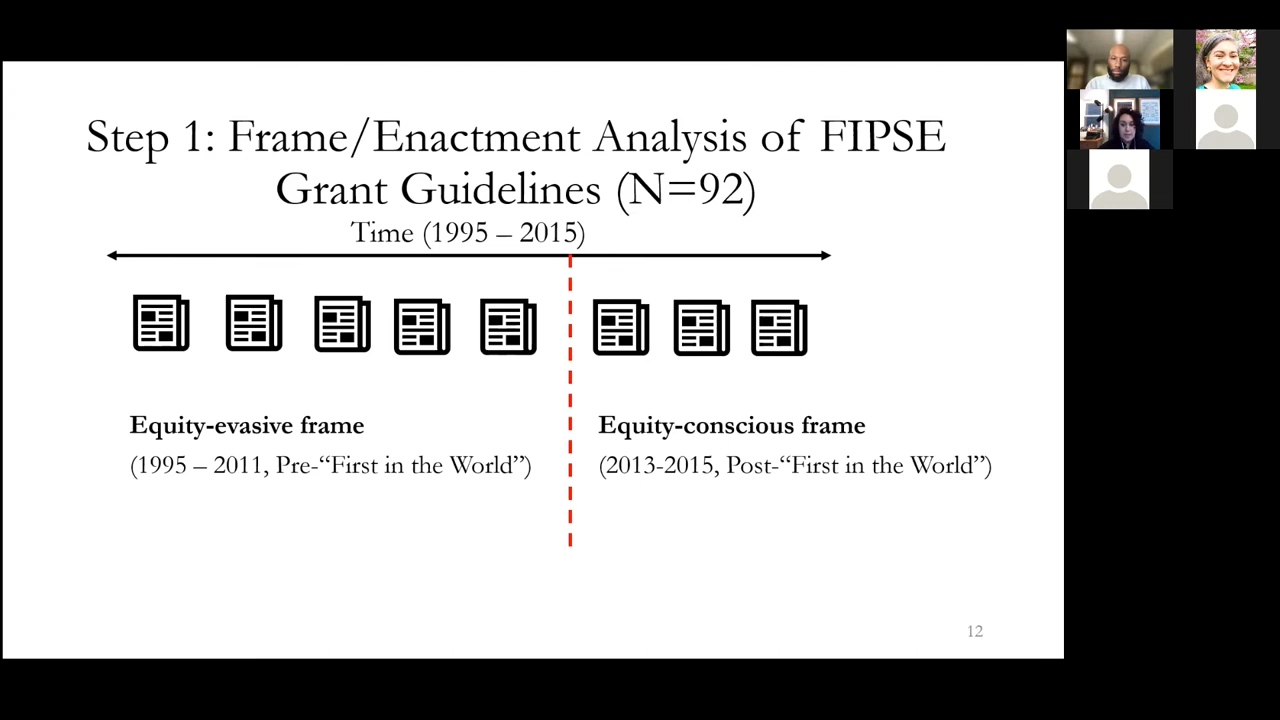 Step 1: Frame/Enactment Analysis of FIPSE
Grant Guidelines (N=92)
Time (1995 – 2015)
Equity-evasive frame
(1995 – 2011, Pre-“First in the World”)
Equity-conscious frame
(2013-2015, Post-“First in the World”)
12